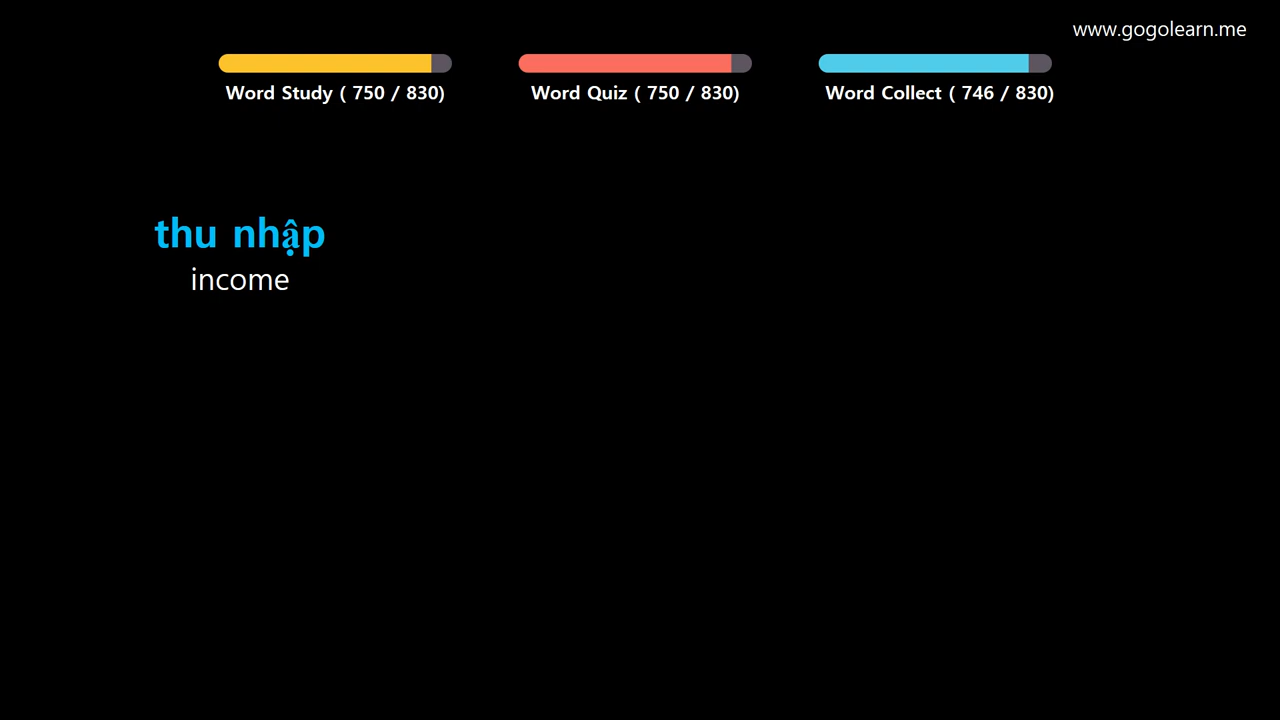 www.gogolearn.me
Word Study ( 750 / 830)
Word Quiz ( 750 / 830)
Word Collect ( 746 / 830)
thu nhập
income